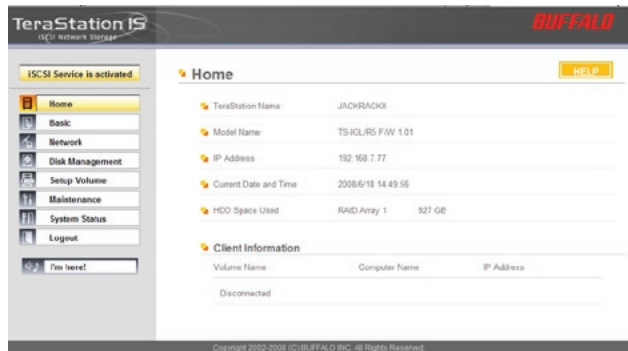 TeraStation IS
iSCSI Network Storage
BUFFALO
iSCSI Service is activated
Home
Basic
Network
Disk Management
Setup Volume
Maintenance
System Status
Logout
I'm here!
Home
HELP
TeraStation Name JACKRACKII
Model Name TS-IGL/R5 F/W 1.01
IP Address 192.168.7.77
Current Date and Time 2008/6/18 14:49:56
HDD Space Used RAID Array 1 927 GB
Client Information
Volume Name Computer Name IP Address
Disconnected
Copyright 2002-2008 (C) BUFFALO INC. All Rights Reserved.